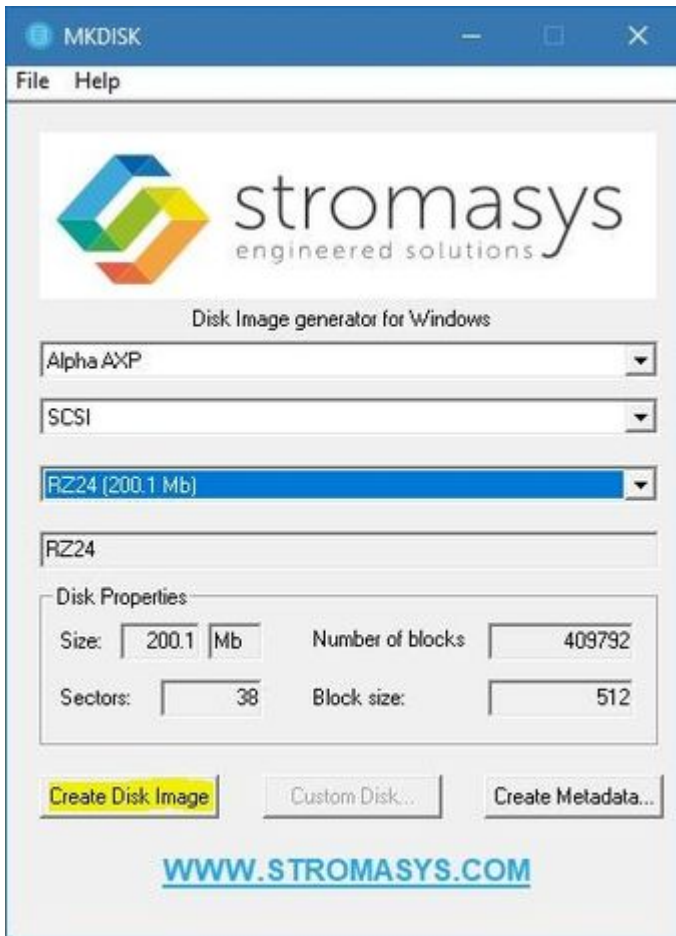 MKDISK
File Help
stromasys
engineered solutions
Disk Image generator for Windows
Alpha AXP
SCSI
RZ24 (200.1 Mb)
RZ24
Disk Properties
Size: 200.1 Mb Number of blocks 409792
Sectors: 38 Block size: 512
Create Disk Image Custom Disk... Create Metadata...
WWW.STROMASYS.COM